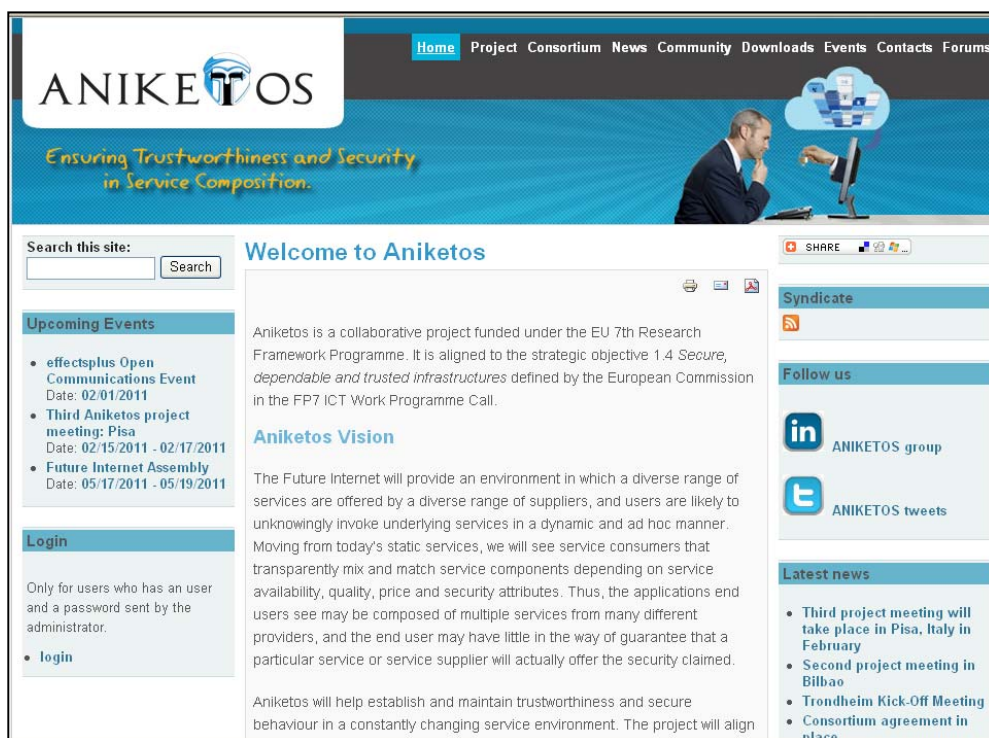 Home Project Consortium News Community Downloads Events Contacts Forums
ANIKETOS
Ensuring Trustworthiness and Security
in Service Composition.
Search this site:
Search
Upcoming Events
effectsplus Open
Communications Event
Date: 02/01/2011
Third Aniketos project
meeting: Pisa
Date: 02/15/2011 - 02/17/2011
Future Internet Assembly
Date: 05/17/2011 - 05/19/2011
Login
Only for users who has an user
and a password sent by the
administrator.
login
Welcome to Aniketos
Aniketos is a collaborative project funded under the EU 7th Research
Framework Programme. It is aligned to the strategic objective 1.4 Secure,
dependable and trusted infrastructures defined by the European Commission
in the FP7 ICT Work Programme Call.
Aniketos Vision
The Future Internet will provide an environment in which a diverse range of
services are offered by a diverse range of suppliers, and users are likely to
unknowingly invoke underlying services in a dynamic and ad hoc manner.
Moving from today's static services, we will see service consumers that
transparently mix and match service components depending on service
availability, quality, price and security attributes. Thus, the applications end
users see may be composed of multiple services from many different
providers, and the end user may have little in the way of guarantee that a
particular service or service supplier will actually offer the security claimed.
Aniketos will help establish and maintain trustworthiness and secure
behaviour in a constantly changing service environment. The project will align
SHARE ...
Syndicate
Follow us
in
ANIKETOS group
t
ANIKETOS tweets
Latest news
Third project meeting will
take place in Pisa, Italy in
February
Second project meeting in
Bilbao
Trondheim Kick-Off Meeting
Consortium agreement in
place